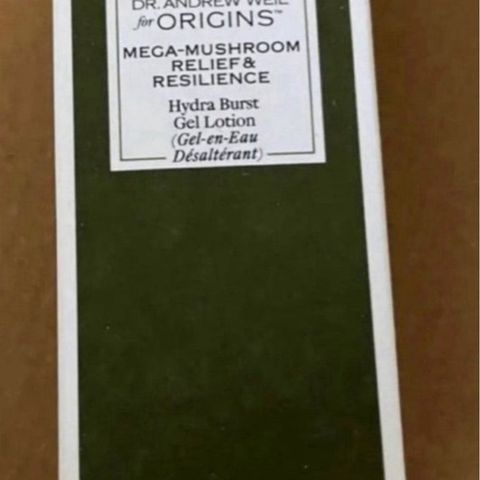 DR. ANDREW WEIL
for ORIGINS™
MEGA-MUSHROOM
RELIEF &
RESILIENCE
Hydra Burst
Gel Lotion
(Gel-en-Eau
Désaltérant)